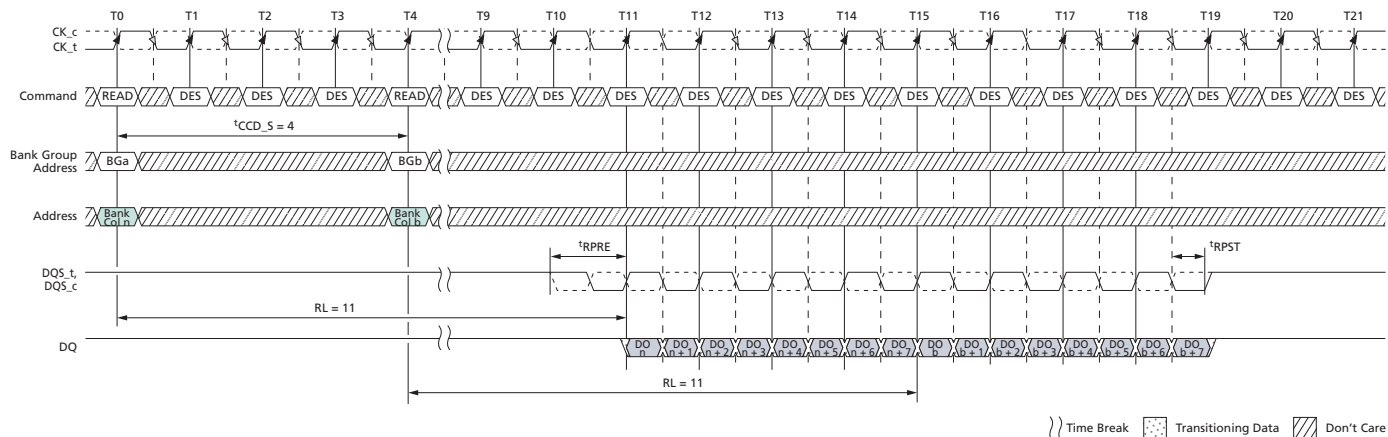 T0 T1 T2 T3 T4 T9 T10 T11 T12 T13 T14 T15 T16 T17 T18 T19 T20 T21
CK_c
CK_t
Command READ DES DES DES READ DES DES DES DES DES DES DES DES DES DES DES DES DES
tCCD_S = 4
Bank Group
Address
BGa BGb
Address
Bank
Col n
Bank
Col b
tRPRE tRPST
DQS_t,
DQS_c
RL = 11
DQ
DO DO DO DO DO DO DO DO DO DO DO DO DO DO DO DO
n n + 1 n + 2 n + 3 n + 4 n + 5 n + 6 n + 7 b b + 1 b + 2 b + 3 b + 4 b + 5 b + 6 b + 7
RL = 11
Time Break Transitioning Data Don't Care